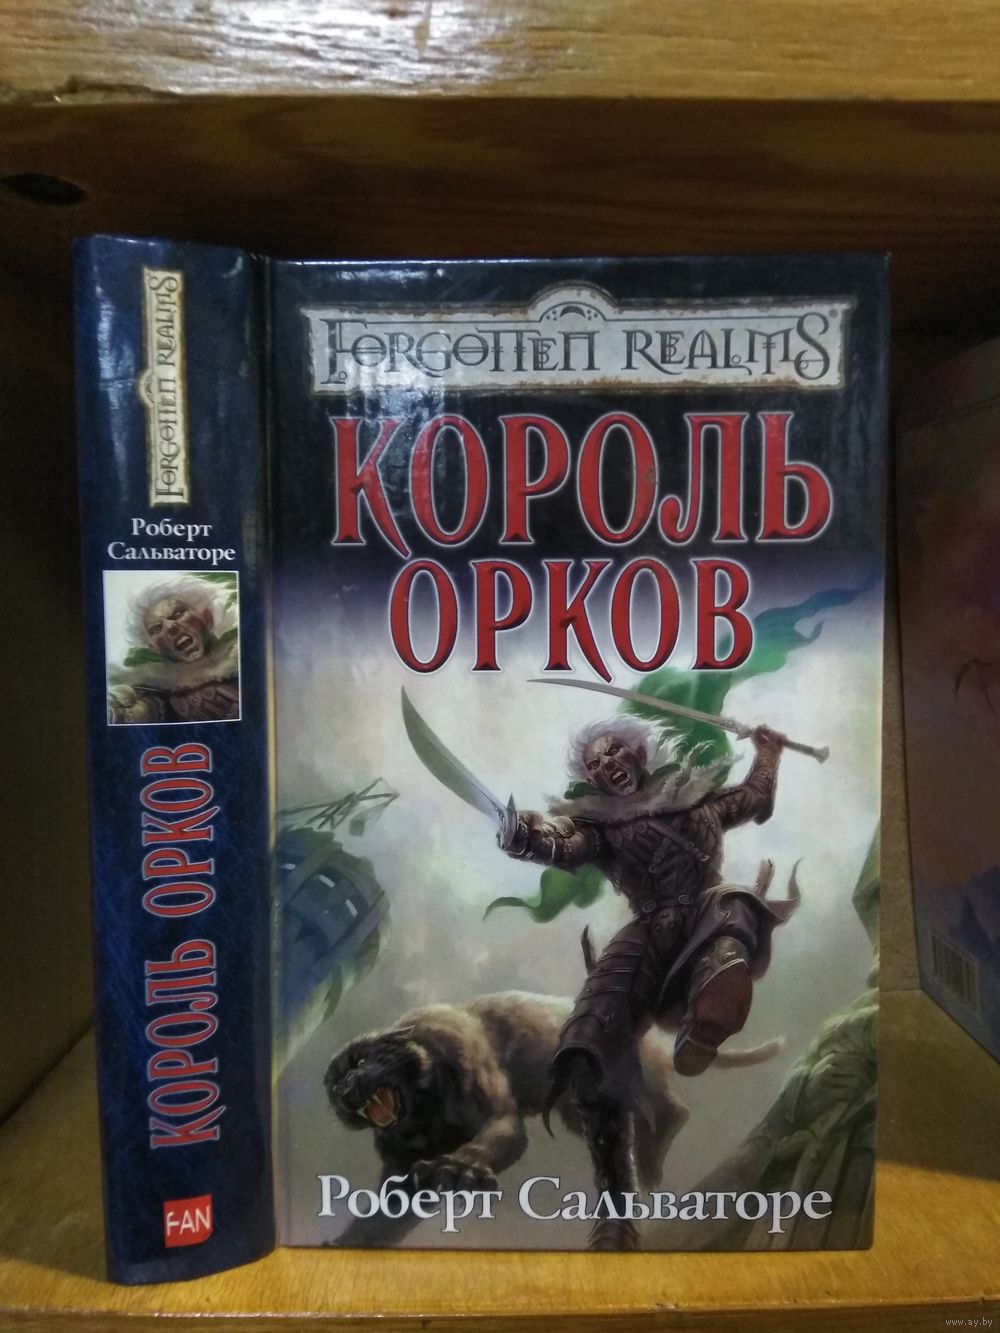 FORGOTTEN REALMS
Роберт
Сальваторе
КОРОЛЬ ОРКОВ
FAN
FORGOTTEN REALMS®
КОРОЛЬ
ОРКОВ
Роберт Сальваторе
www.ay.by